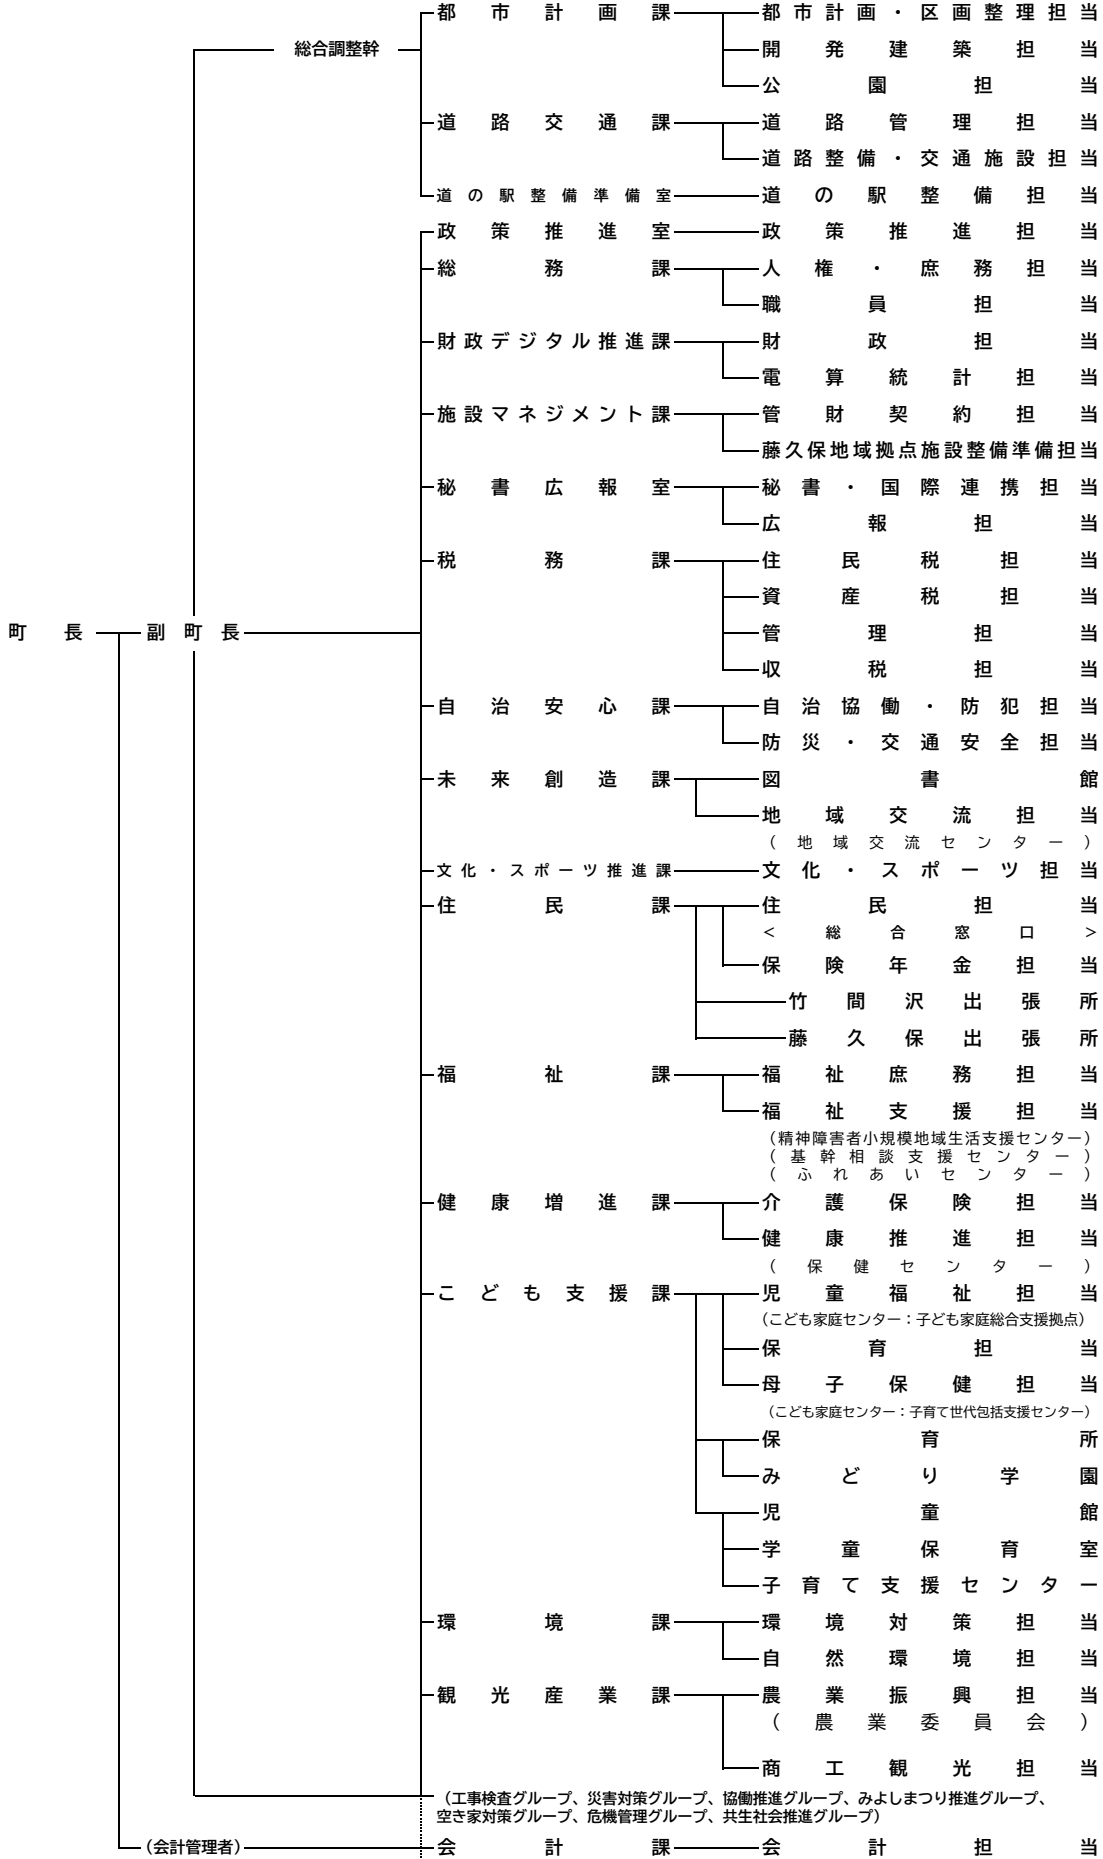 都市計画課 都市計画・区画整理担当
総合調整幹 開発建築担当
公園担当
道路交通課 道路管理担当
道路整備・交通施設担当
道の駅整備準備室 道の駅整備担当
政策推進室 政策推進担当
総務課 人権・庶務担当
職員担当
財政デジタル推進課 財政担当
電算統計担当
施設マネジメント課 管財契約担当
藤久保地域拠点施設整備準備担当
秘書広報室 秘書・国際連携担当
広報担当
税務課 住民税担当
資産税担当
町長 副町長 管理担当
収税担当
自治安心課 自治協働・防犯担当
防災・交通安全担当
未来創造課 図書館
地域交流担当
(地域交流センター)
文化・スポーツ推進課 文化・スポーツ担当
住民課 住民担当
<総合窓口>
保険年金担当
竹間沢出張所
藤久保出張所
福祉課 福祉庶務担当
福祉支援担当
(精神障害者小規模地域生活支援センター)
(基幹相談支援センター)
(ふれあいセンター)
健康増進課 介護保険担当
健康推進担当
(保健センター)
こども支援課 児童福祉担当
(こども家庭センター:子ども家庭総合支援拠点)
保育担当
母子保健担当
(こども家庭センター:子育て世代包括支援センター)
保育所
みどり学園
児童館
学童保育室
子育て支援センター
環境課 環境対策担当
自然環境担当
観光産業課 農業振興担当
(農業委員会)
商工観光担当
(工事検査グループ、災害対策グループ、協働推進グループ、みよしまつり推進グループ、
空き家対策グループ、危機管理グループ、共生社会推進グループ)
(会計管理者) 会計課 会計担当